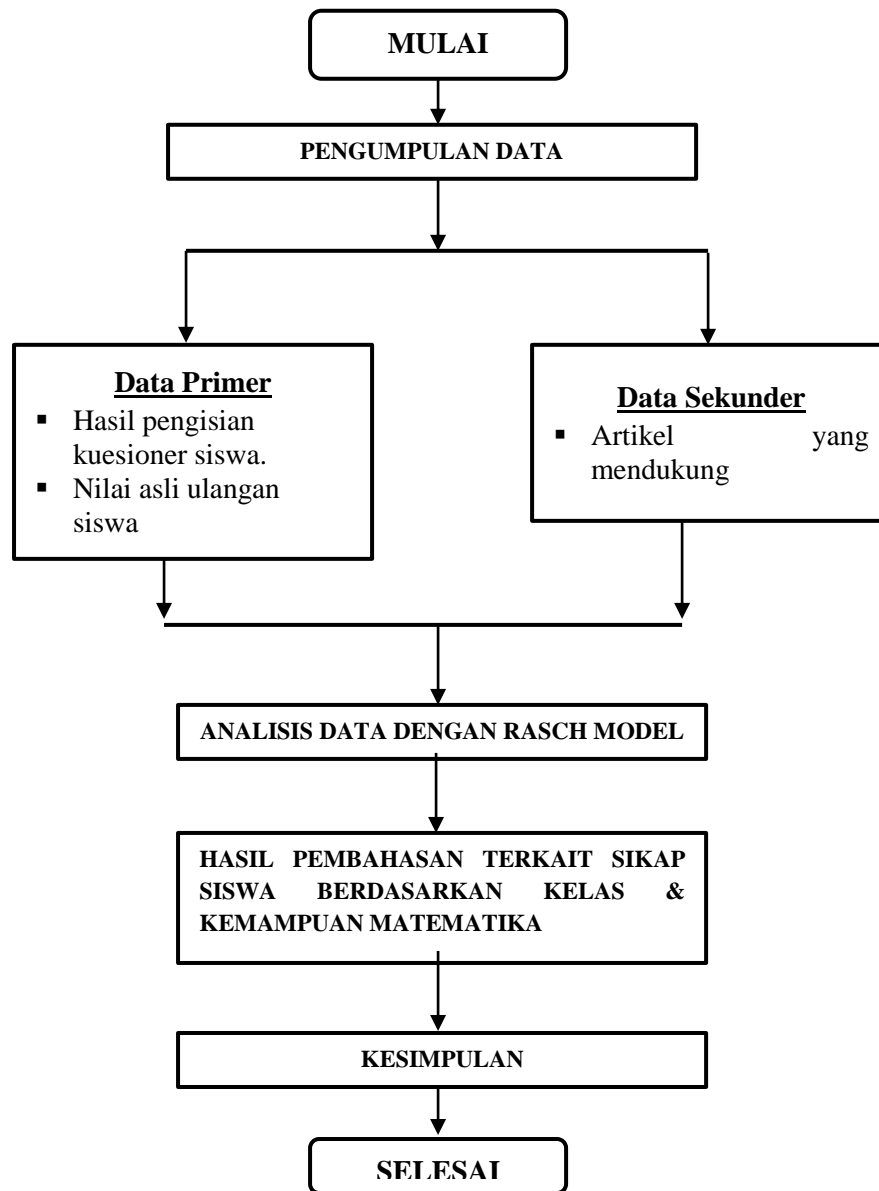 MULAI
PENGUMPULAN DATA
Data Primer
▪ Hasil pengisian
kuesioner siswa.
▪ Nilai asli ulangan
siswa
Data Sekunder
▪ Artikel yang
mendukung
ANALISIS DATA DENGAN RASCH MODEL
HASIL PEMBAHASAN TERKAIT SIKAP
SISWA BERDASARKAN KELAS &
KEMAMPUAN MATEMATIKA
KESIMPULAN
SELESAI